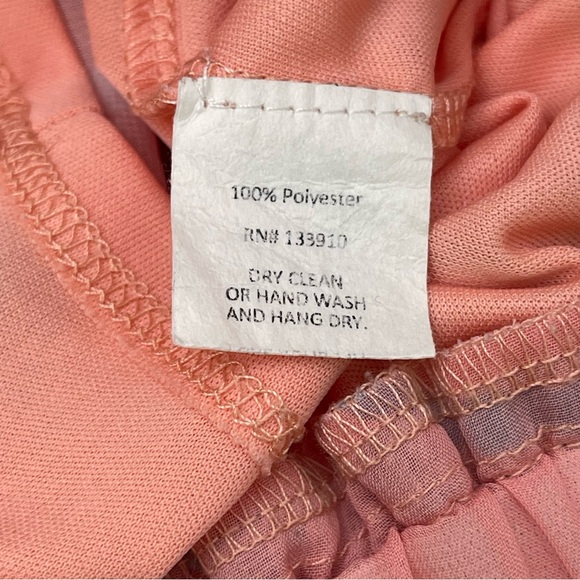 100% Polyester
RN# 133910
DRY CLEAN
OR HAND WASH
AND HANG DRY.